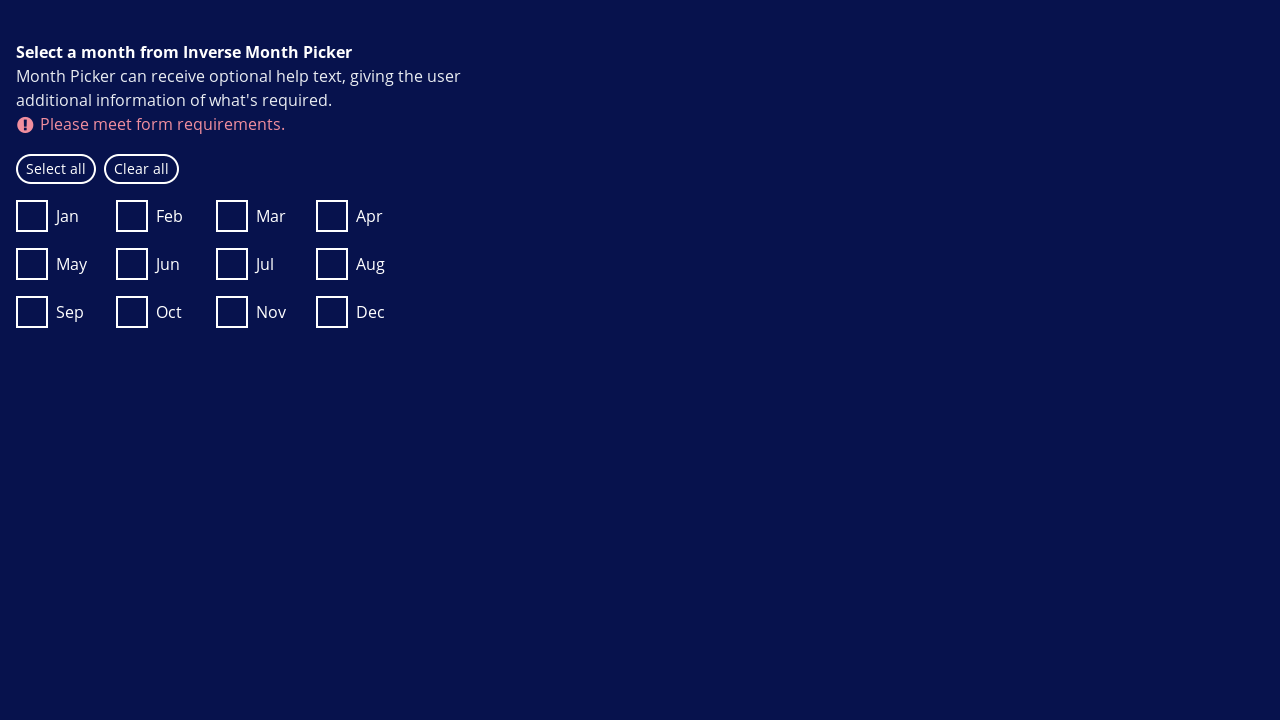 Select a month from Inverse Month Picker
Month Picker can receive optional help text, giving the user
additional information of what's required.
Please meet form requirements.
Select all Clear all
Jan Feb Mar Apr
May Jun Jul Aug
Sep Oct Nov Dec